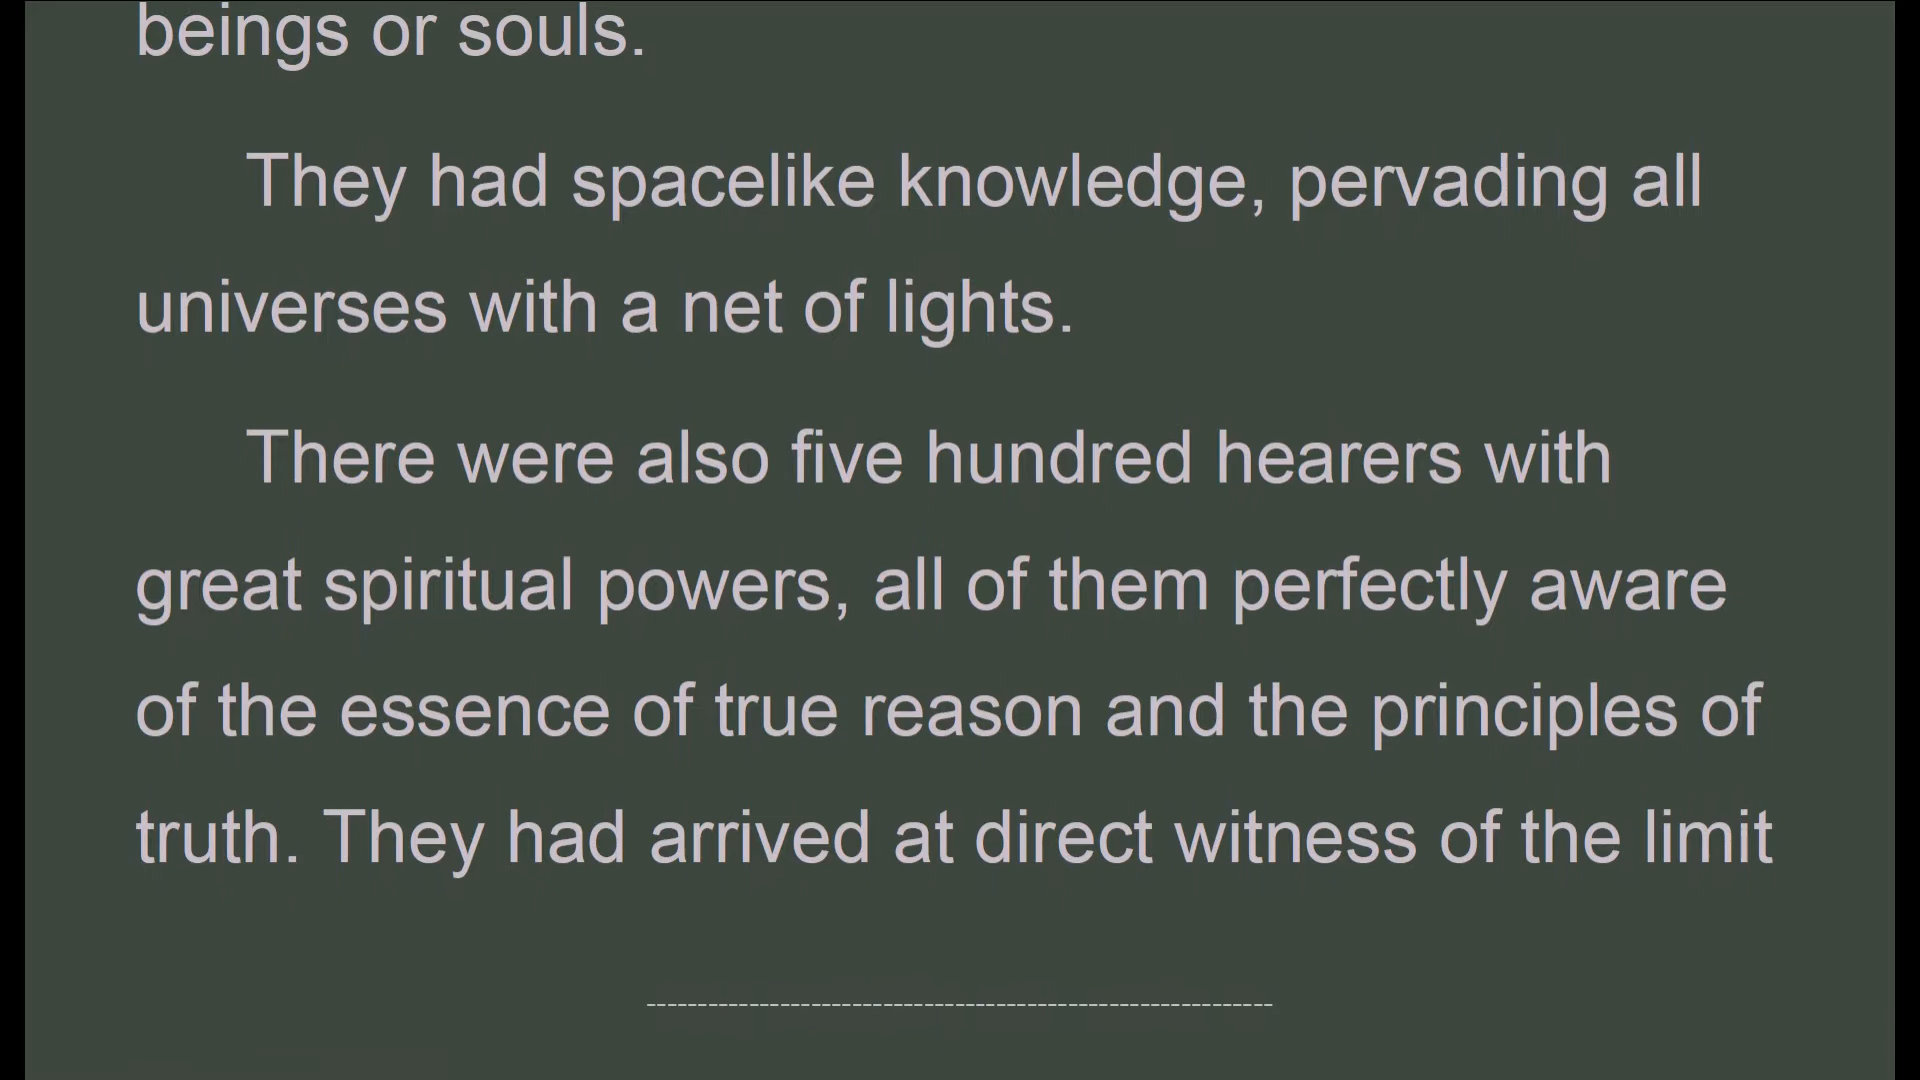 beings or souls.
They had spacelike knowledge, pervading all
universes with a net of lights.
There were also five hundred hearers with
great spiritual powers, all of them perfectly aware
of the essence of true reason and the principles of
truth. They had arrived at direct witness of the limit